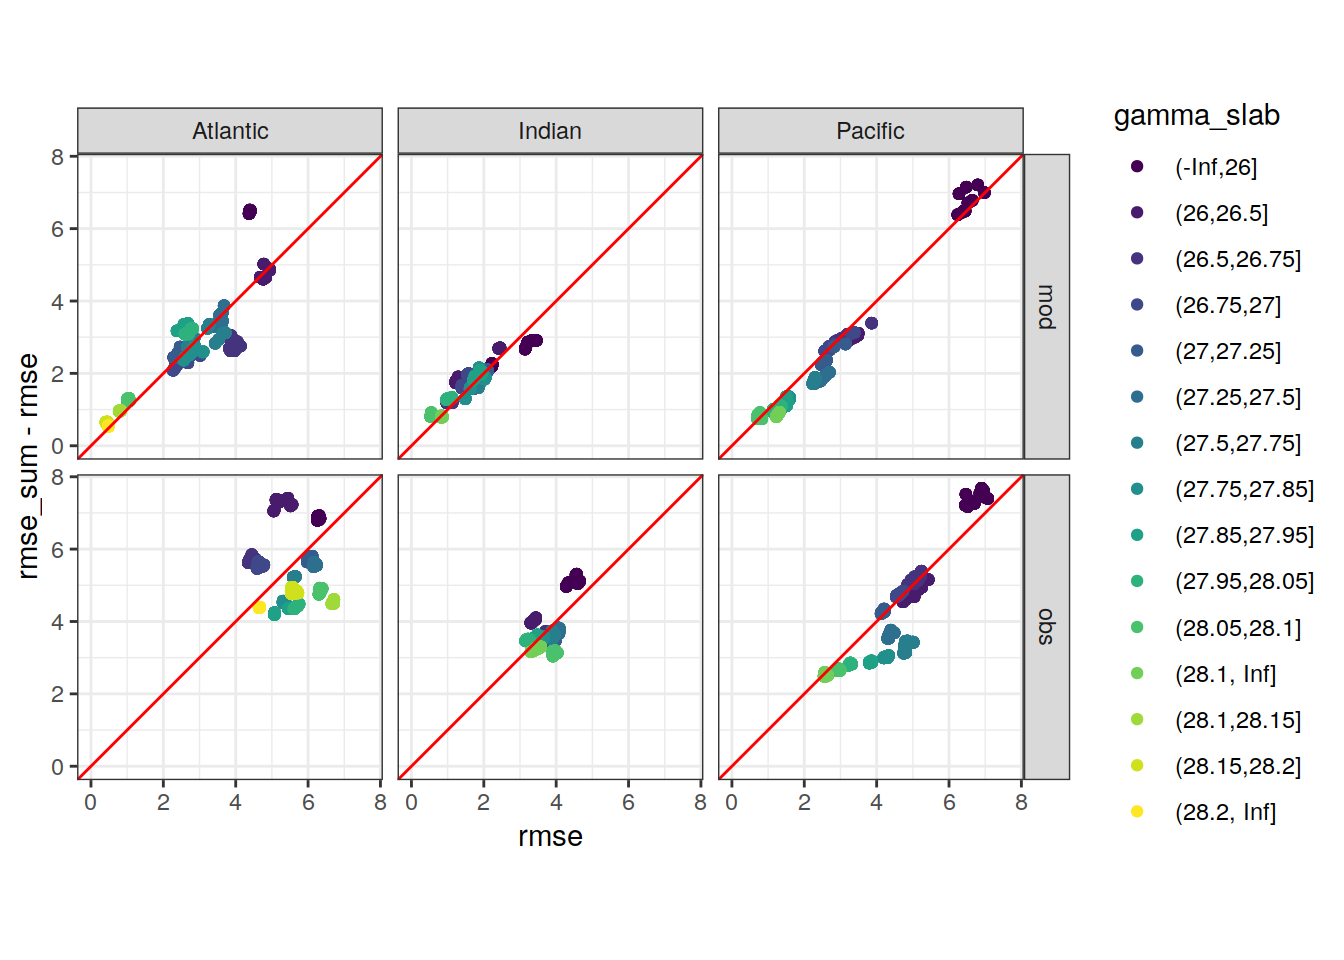 Atlantic
Indian
Pacific
mod
obs
8
6
4
2
0
8
6
4
2
0
rmse_sum - rmse
0 2 4 6 8
0 2 4 6 8
0 2 4 6 8
rmse
gamma_slab
(-Inf,26]
(26,26.5]
(26.5,26.75]
(26.75,27]
(27,27.25]
(27.25,27.5]
(27.5,27.75]
(27.75,27.85]
(27.85,27.95]
(27.95,28.05]
(28.05,28.1]
(28.1, Inf]
(28.1,28.15]
(28.15,28.2]
(28.2, Inf]